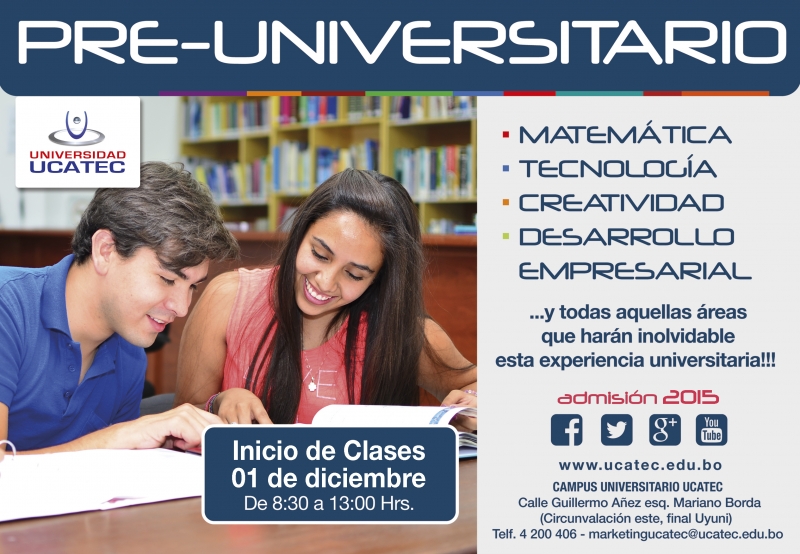 PRE-UNIVERSITARIO
UNIVERSIDAD
UCATEC
MATEMÁTICA
TECNOLOGÍA
CREATIVIDAD
DESARROLLO
EMPRESARIAL
...y todas aquellas áreas
que harán inolvidable
esta experiencia universitaria!!!
admisión 2015
f
g+
You
Tube
www.ucatec.edu.bo
CAMPUS UNIVERSITARIO UCATEC
Calle Guillermo Añez esq. Mariano Borda
(Circunvalación este, final Uyuni)
Telf. 4 200 406 - marketingucatec@ucatec.edu.bo
Inicio de Clases
01 de diciembre
De 8:30 a 13:00 Hrs.